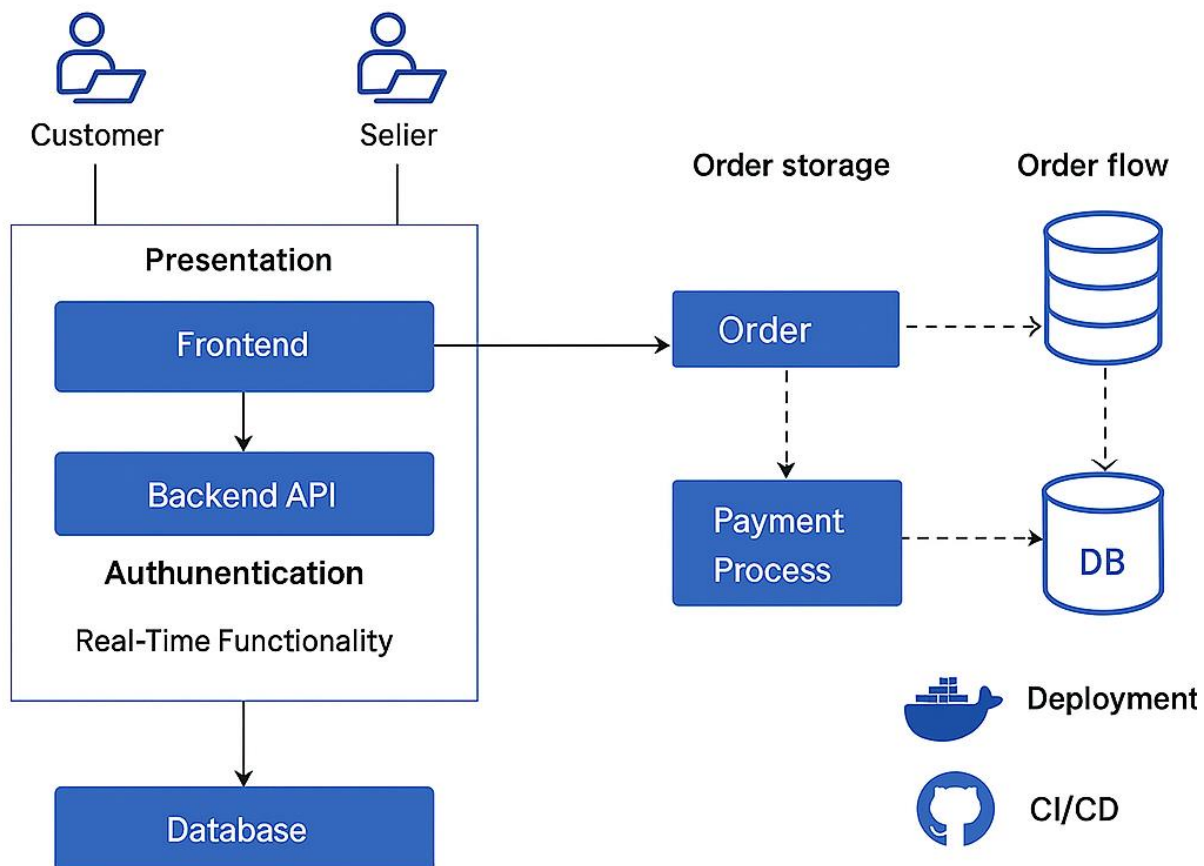 Customer
Selier
Order storage
Order flow
Presentation
Frontend
Order
Backend API
Payment
Process
DB
Authunentication
Real-Time Functionality
Deployment
Database
CI/CD